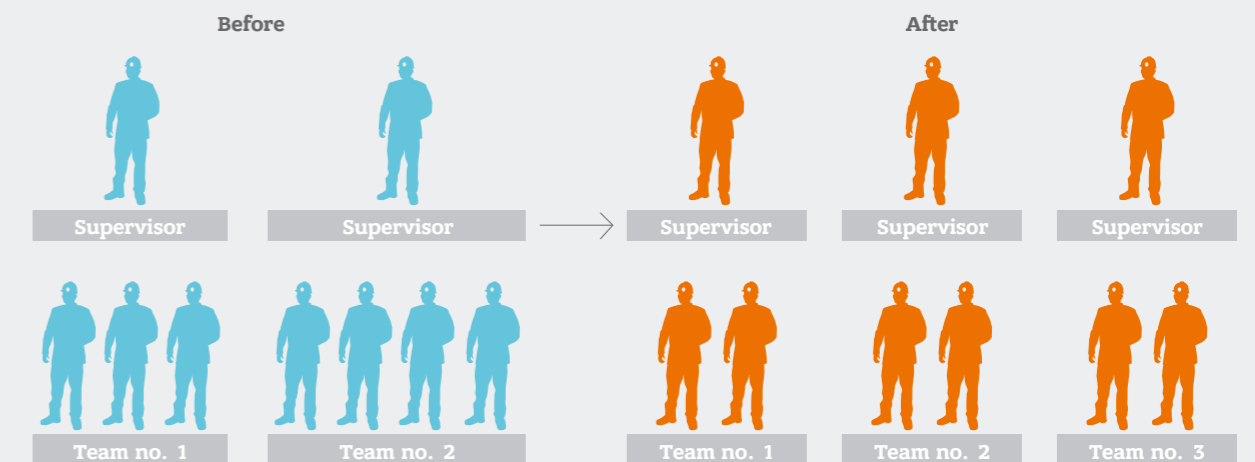 Before
After
Supervisor
Supervisor
Supervisor
Supervisor
Supervisor
Team no. 1
Team no. 2
Team no. 1
Team no. 2
Team no. 3